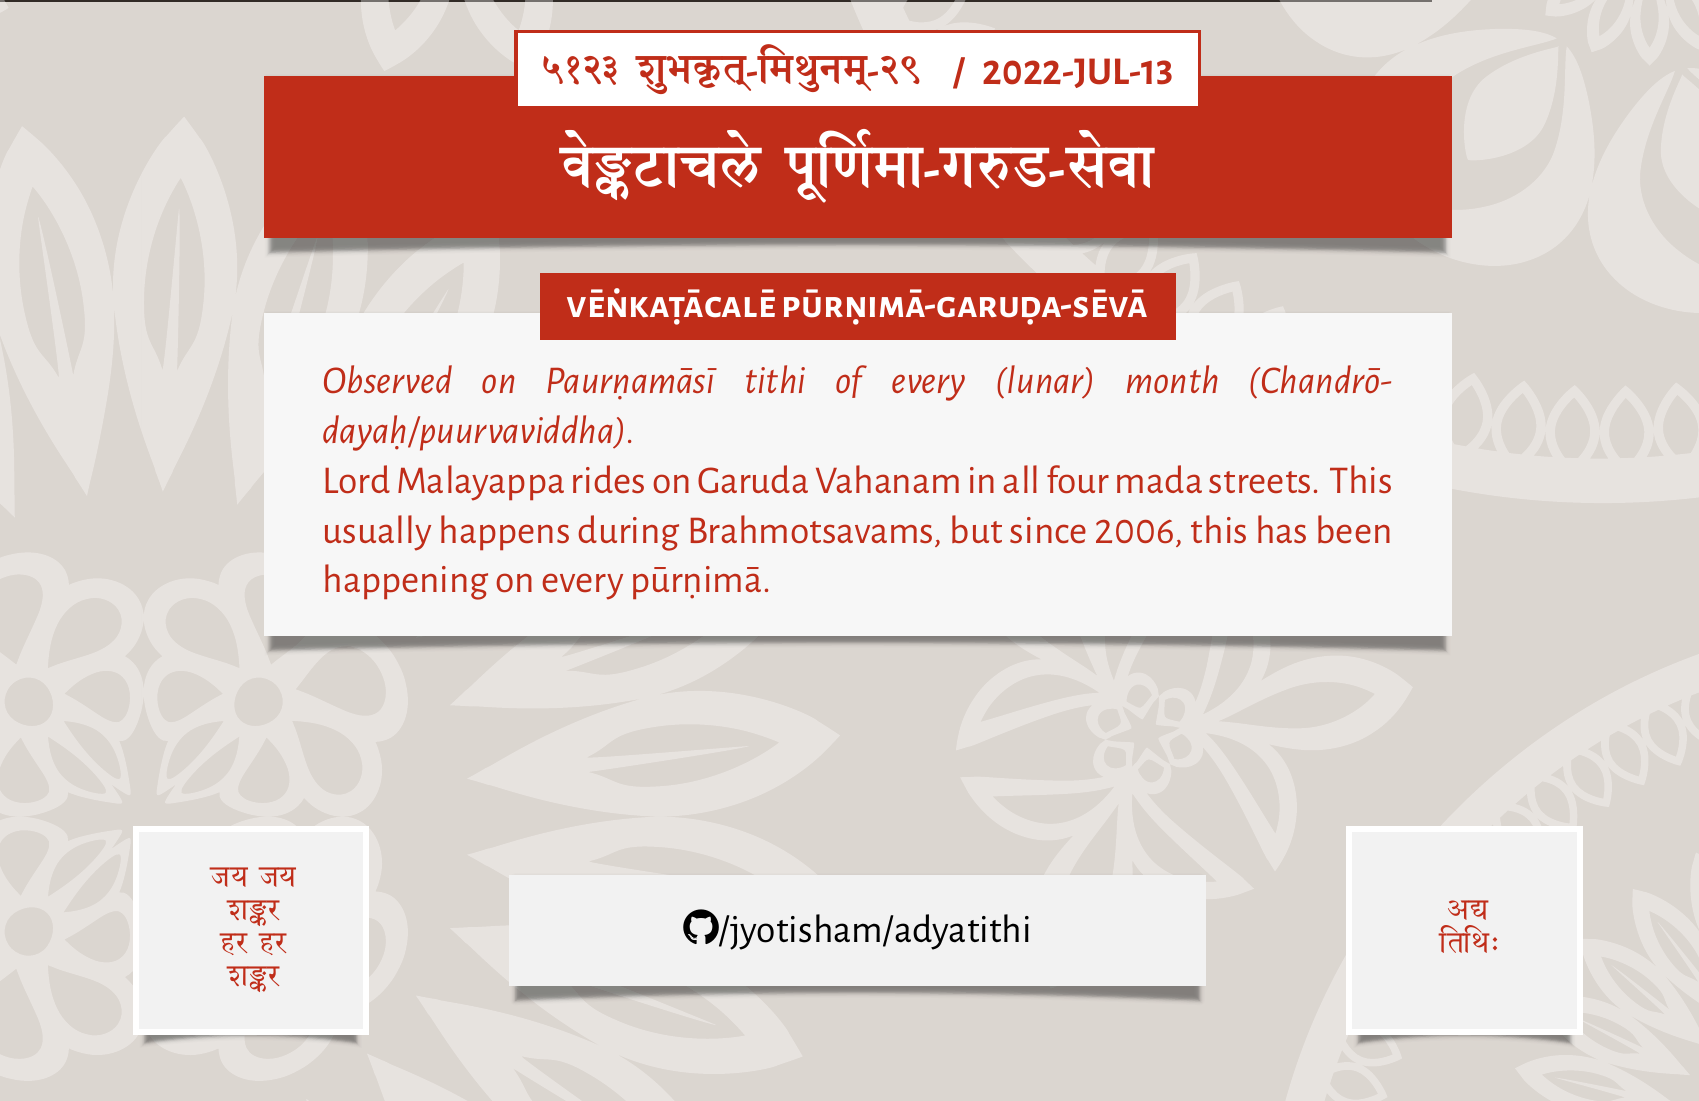 ५१२३ शुभकृत्-मिथुनम्-२९ / 2022-JUL-13
वेङ्कटाचले पूर्णिमा-गरुड-सेवा
VĒṄKAṬĀCALĒ PŪRṆIMĀ-GARUḌA-SĒVĀ
Observed on Paurṇamāsī tithi of every (lunar) month (Chandrō-
dayaḥ/puurvaviddha).
Lord Malayappa rides on Garuda Vahanam in all four mada streets. This
usually happens during Brahmotsavams, but since 2006, this has been
happening on every pūrṇimā.
जय जय
शङ्कर
हर हर
शङ्कर
/jyotisham/adyatithi
अद्य
तिथिः